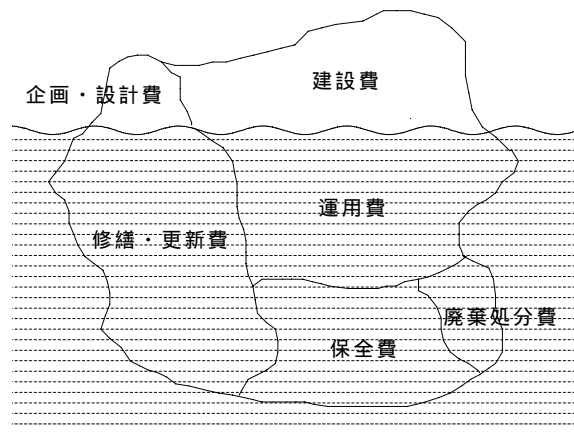 建設費
企画・設計費
運用費
修繕・更新費
廃棄処分費
保全費